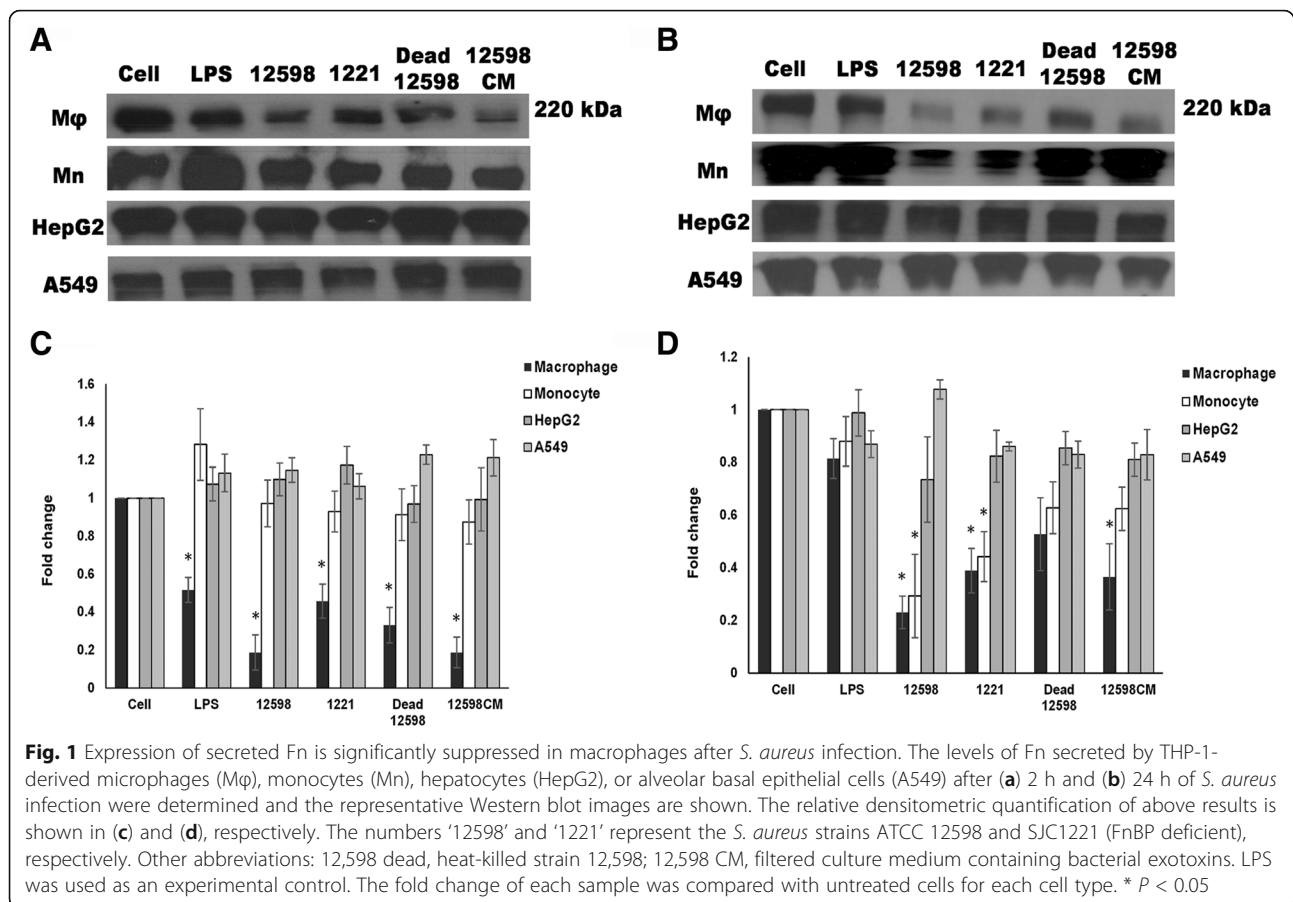 A
Cell LPS 12598 1221 Dead 12598 12598 CM
Mφ 220 kDa
Mn
HepG2
A549
B
Cell LPS 12598 1221 Dead 12598 12598 CM
Mφ 220 kDa
Mn
HepG2
A549
C
Fold change
1.6
1.4
1.2
1
0.8
0.6
0.4
0.2
0
Macrophage
Monocyte
HepG2
A549
* * * * *
Cell LPS 12598 1221 Dead 12598 12598CM
D
Fold change
1.2
1
0.8
0.6
0.4
0.2
0
Macrophage
Monocyte
HepG2
A549
* * * * *
Cell LPS 12598 1221 Dead 12598 12598CM
Fig. 1 Expression of secreted Fn is significantly suppressed in macrophages after S. aureus infection. The levels of Fn secreted by THP-1-
derived microphages (Mφ), monocytes (Mn), hepatocytes (HepG2), or alveolar basal epithelial cells (A549) after (a) 2 h and (b) 24 h of S. aureus
infection were determined and the representative Western blot images are shown. The relative densitometric quantification of above results is
shown in (c) and (d), respectively. The numbers '12598' and '1221' represent the S. aureus strains ATCC 12598 and SJC1221 (FnBP deficient),
respectively. Other abbreviations: 12,598 dead, heat-killed strain 12,598; 12,598 CM, filtered culture medium containing bacterial exotoxins. LPS
was used as an experimental control. The fold change of each sample was compared with untreated cells for each cell type. * P < 0.05